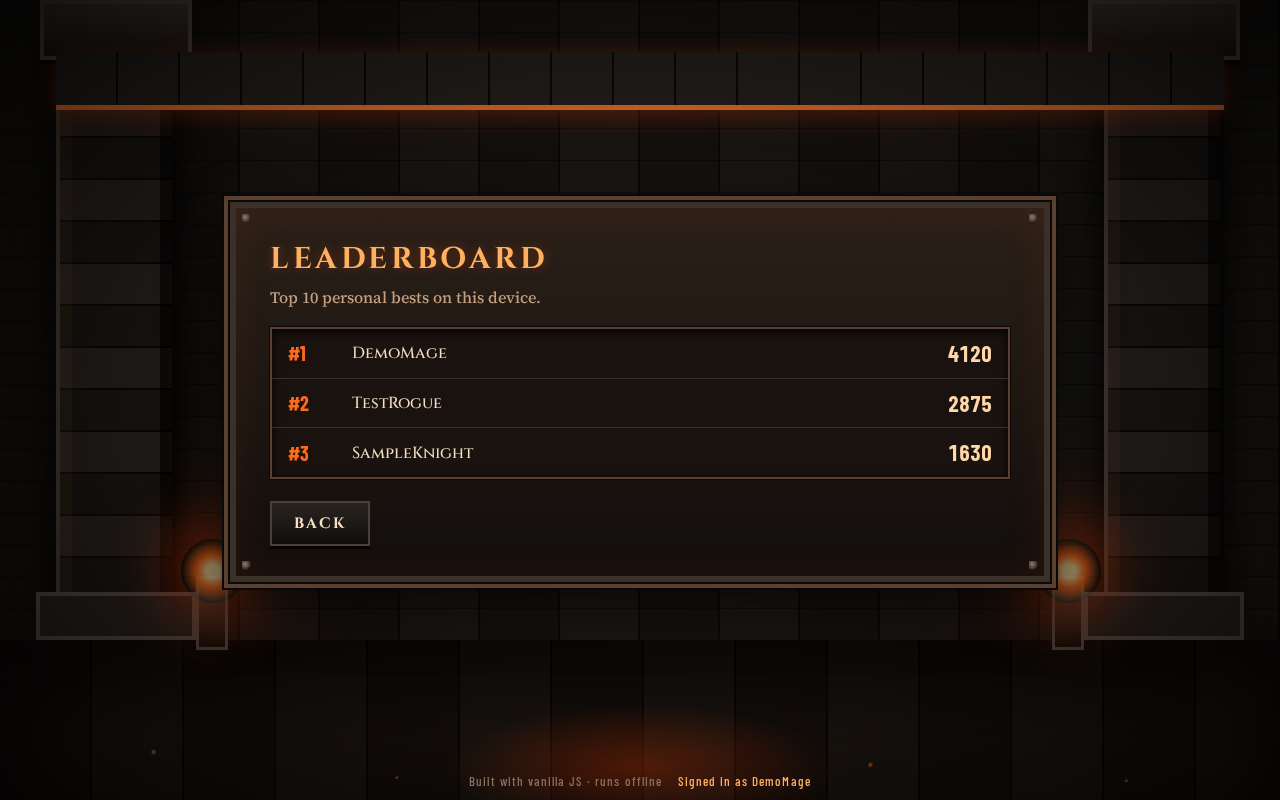 LEADERBOARD
Top 10 personal bests on this device.
#1 DemoMage 4120
#2 TestRogue 2875
#3 SampleKnight 1630
BACK
Built with vanilla JS · runs offline Signed in as DemoMage